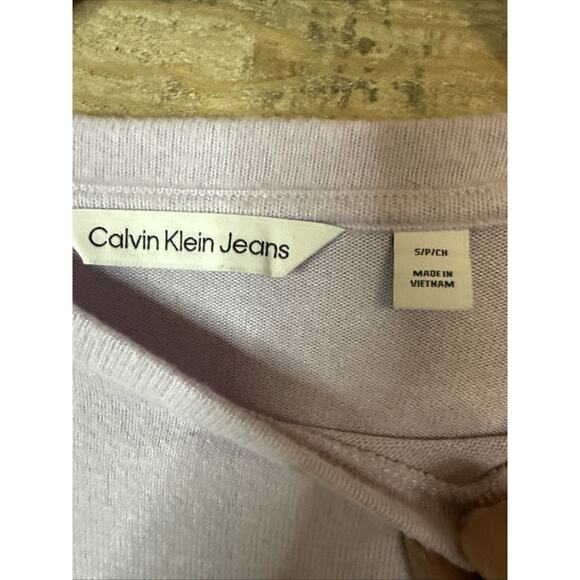 Calvin Klein Jeans
S/P/CH
MADE IN
VIETNAM